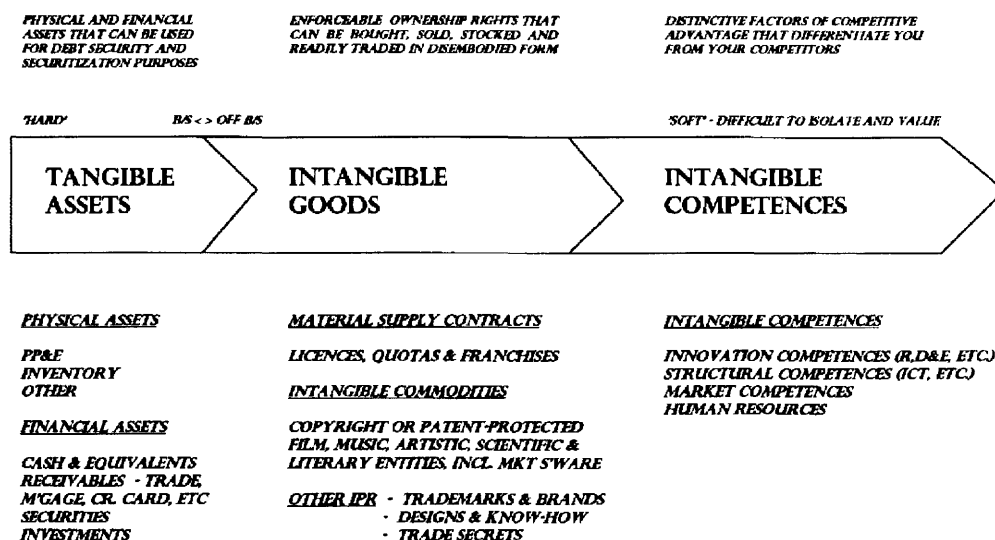 PHYSICAL AND FINANCIAL
ASSETS THAT CAN BE USED
FOR DEBT SECURITY AND
SECURITIZATION PURPOSES
ENFORCEABLE OWNERSHIP RIGHTS THAT
CAN BE BOUGHT, SOLD, STOCKED AND
READILY TRADED IN DISEMBODIED FORM
DISTINCTIVE FACTORS OF COMPETITIVE
ADVANTAGE THAT DIFFERENTIATE YOU
FROM YOUR COMPETITORS
'HARD'
B/S < > OFF B/S
'SOFT' - DIFFICULT TO ISOLATE AND VALUE
TANGIBLE
ASSETS
INTANGIBLE
GOODS
INTANGIBLE
COMPETENCES
PHYSICAL ASSETS
PP&E
INVENTORY
OTHER
FINANCIAL ASSETS
CASH & EQUIVALENTS
RECEIVABLES - TRADE,
M'GAGE, CR. CARD, ETC
SECURITIES
INVESTMENTS
MATERIAL SUPPLY CONTRACTS
LICENCES, QUOTAS & FRANCHISES
INTANGIBLE COMMODITIES
COPYRIGHT OR PATENT-PROTECTED
FILM, MUSIC, ARTISTIC, SCIENTIFIC &
LITERARY ENTITIES, INCL. MKT S'WARE
OTHER IPR - TRADEMARKS & BRANDS
- DESIGNS & KNOW-HOW
- TRADE SECRETS
INTANGIBLE COMPETENCES
INNOVATION COMPETENCES (R,D&E, ETC.)
STRUCTURAL COMPETENCES (ICT, ETC.)
MARKET COMPETENCES
HUMAN RESOURCES